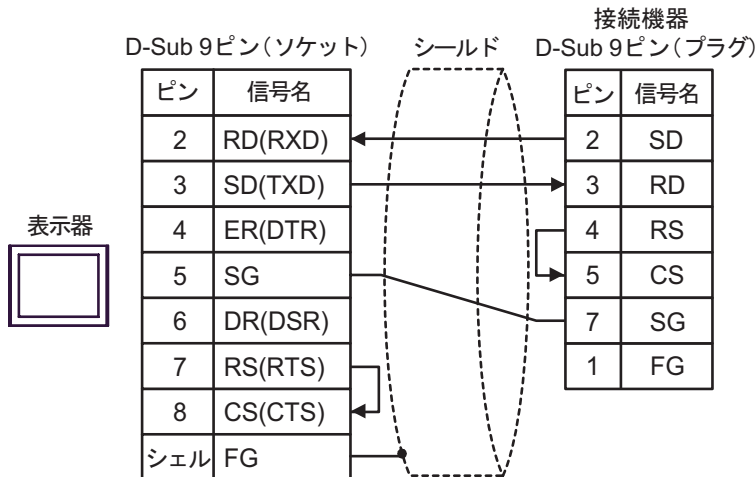 接続機器
D-Sub 9ピン(ソケット) シールド D-Sub 9ピン(プラグ)
ピン 信号名 ピン 信号名
2 RD(RXD) 2 SD
3 SD(TXD) 3 RD
表示器 4 ER(DTR) 4 RS
5 SG 5 CS
6 DR(DSR) 7 SG
7 RS(RTS) 1 FG
8 CS(CTS)
シェル FG